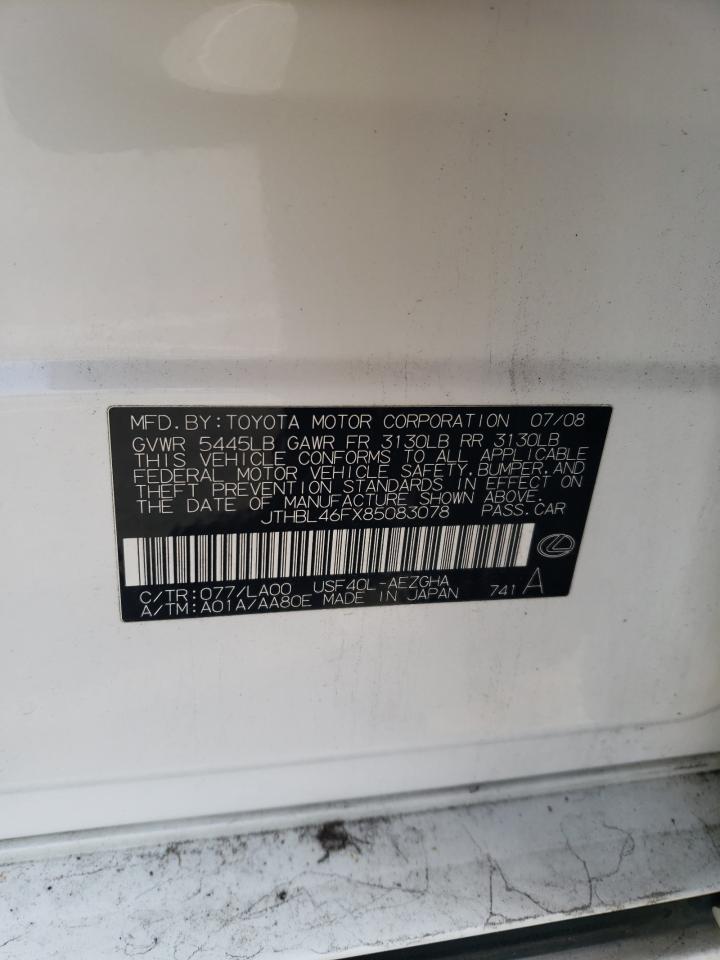 MFD.BY:TOYOTA MOTOR CORPORATION 07/08
GVWR 5445LB GAWR FR 3130LB RR 3130LB
THIS VEHICLE CONFORMS TO ALL APPLICABLE
FEDERAL MOTOR VEHICLE SAFETY,BUMPER,AND
THEFT PREVENTION STANDARDS IN EFFECT ON
THE DATE OF MANUFACTURE SHOWN ABOVE.
JTHBL46FX85083078 PASS.CAR
C/TR:077/LA00 USF40L-AEZGHA
A/TM:A01A/AA80E MADE IN JAPAN 741 A